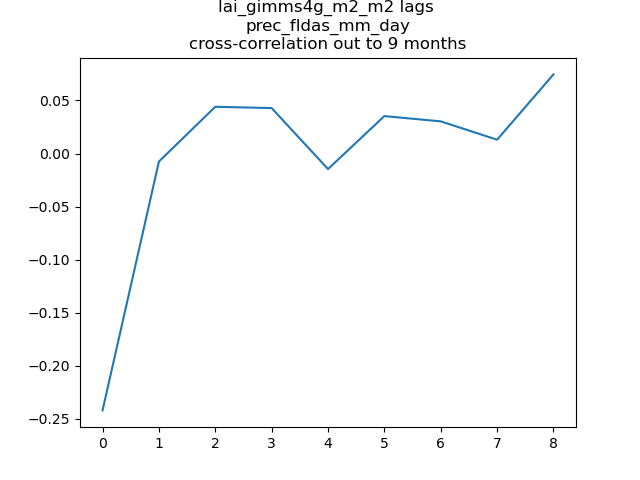 lai_gimms4g_m2_m2 lags
prec_fldas_mm_day
cross-correlation out to 9 months
0.05
0.00
−0.05
−0.10
−0.15
−0.20
−0.25
0 1 2 3 4 5 6 7 8